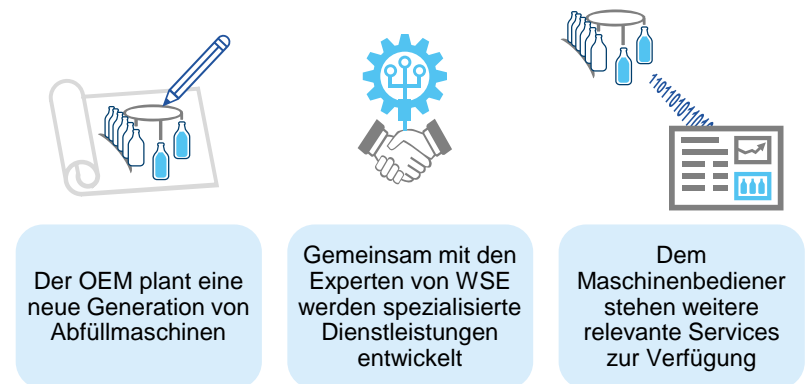 11011010110110
Der OEM plant eine
neue Generation von
Abfüllmaschinen
Gemeinsam mit den
Experten von WSE
werden spezialisierte
Dienstleistungen
entwickelt
Dem
Maschinenbediener
stehen weitere
relevante Services
zur Verfügung